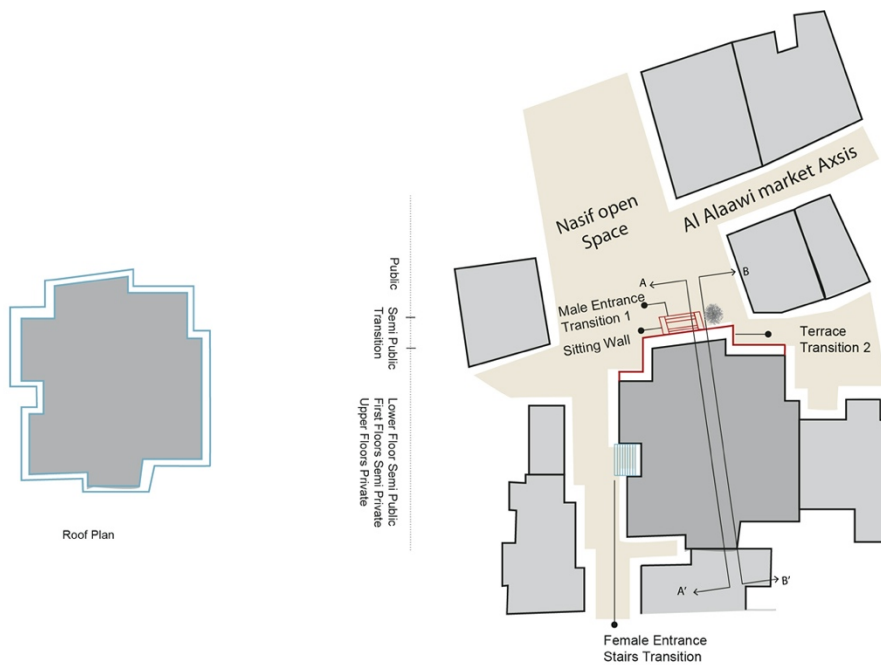 Nasif open
Space
Al Alaawi market Axsis
Public
Semi Public
Transition
A
B
Male Entrance
Transition 1
Sitting Wall
Terrace
Transition 2
Lower Floor Semi Public
First Floors Semi Private
Upper Floors Private
Roof Plan
A'
B'
Female Entrance
Stairs Transition